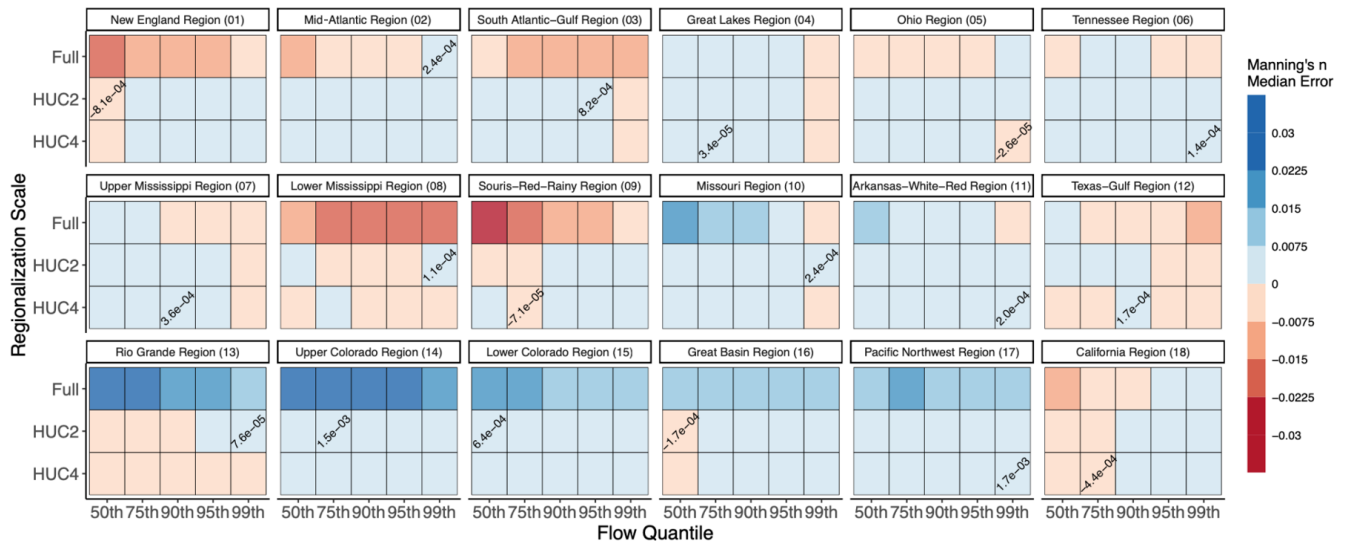 New England Region (01)
Mid-Atlantic Region (02)
South Atlantic-Gulf Region (03)
Great Lakes Region (04)
Ohio Region (05)
Tennessee Region (06)
Full
HUC2
HUC4
-8.1e-04
2.4e-04
8.2e-04
3.4e-05
-2.6e-05
1.4e-04
Upper Mississippi Region (07)
Lower Mississippi Region (08)
Souris-Red-Rainy Region (09)
Missouri Region (10)
Arkansas-White-Red Region (11)
Texas-Gulf Region (12)
Full
HUC2
HUC4
3.6e-04
1.1e-04
-7.1e-05
2.4e-04
2.0e-04
1.7e-04
Rio Grande Region (13)
Upper Colorado Region (14)
Lower Colorado Region (15)
Great Basin Region (16)
Pacific Northwest Region (17)
California Region (18)
Full
HUC2
HUC4
7.6e-05
1.5e-03
6.4e-04
-1.7e-04
1.7e-03
-4.4e-04
50th 75th 90th 95th 99th
50th 75th 90th 95th 99th
50th 75th 90th 95th 99th
50th 75th 90th 95th 99th
50th 75th 90th 95th 99th
50th 75th 90th 95th 99th
Flow Quantile
Regionalization Scale
Manning's n
Median Error
0.03
0.0225
0.015
0.0075
0
-0.0075
-0.015
-0.0225
-0.03